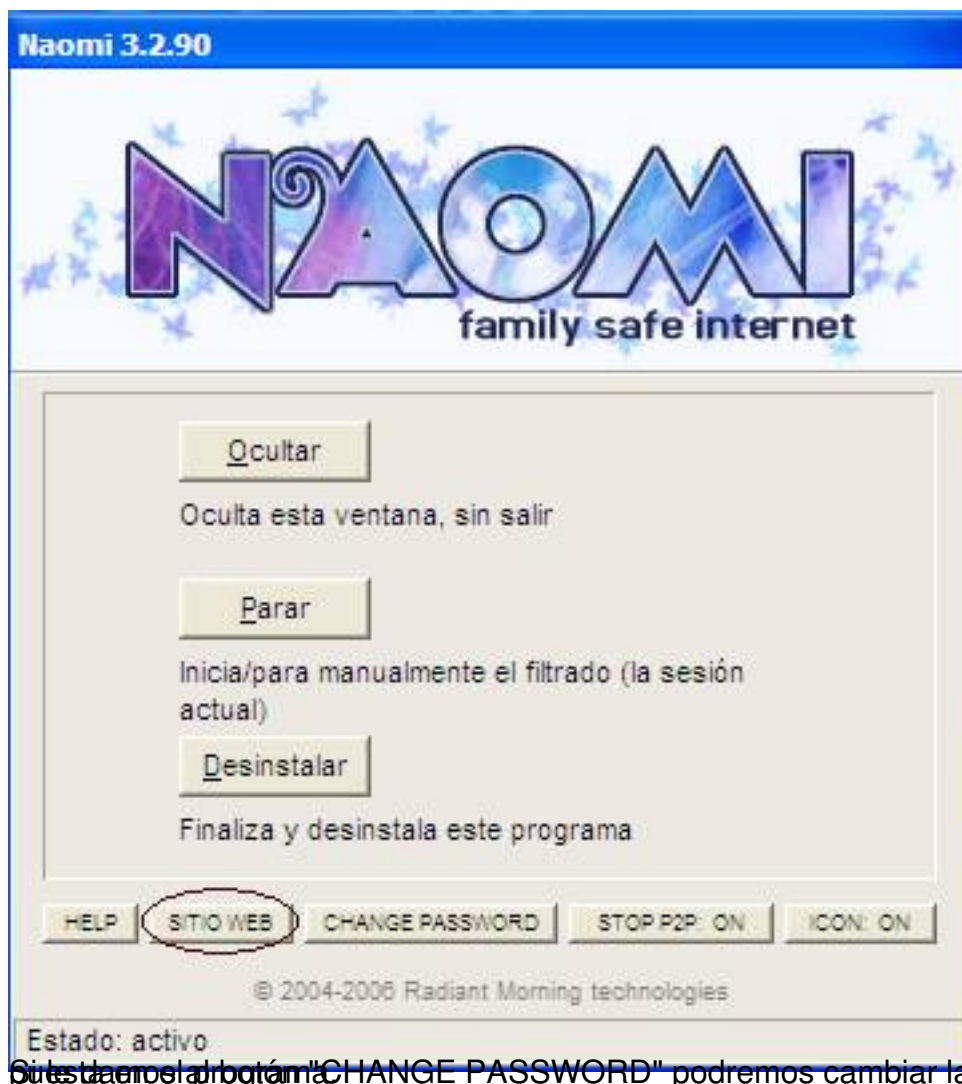 Naomi 3.2.90
NAOMI
family safe internet
Ocultar
Oculta esta ventana, sin salir
Parar
Inicia/para manualmente el filtrado (la sesión
actual)
Desinstalar
Finaliza y desinstala este programa
HELP SITIO WEB CHANGE PASSWORD STOP P2P: ON ICON: ON
© 2004-2006 Radiant Morning technologies
Estado: activo
"CHANGE PASSWORD" podremos cambiar la